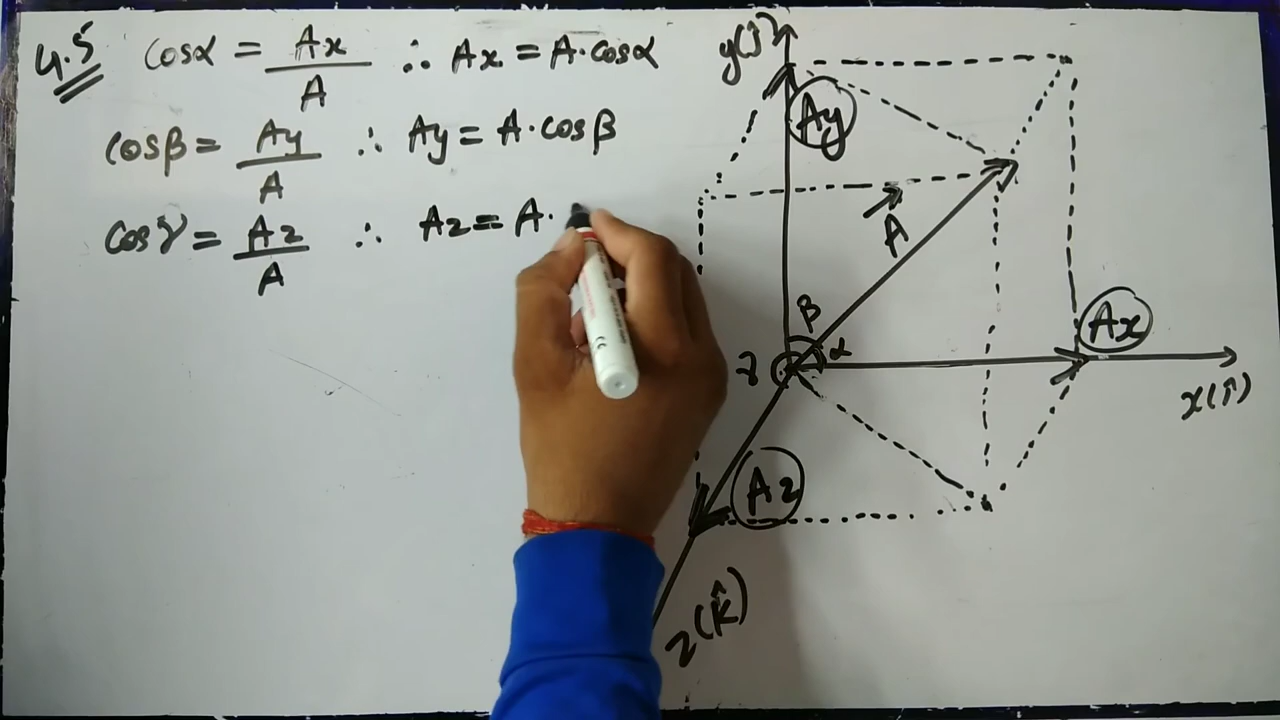 4.5 cosα = Ax/A ∴ Ax = A·cosα
cosβ = Ay/A ∴ Ay = A·cosβ
cosγ = Az/A ∴ Az = A·
y(ĵ)
Ay
A
β
α
γ
Ax
x(î)
Az
z(k̂)